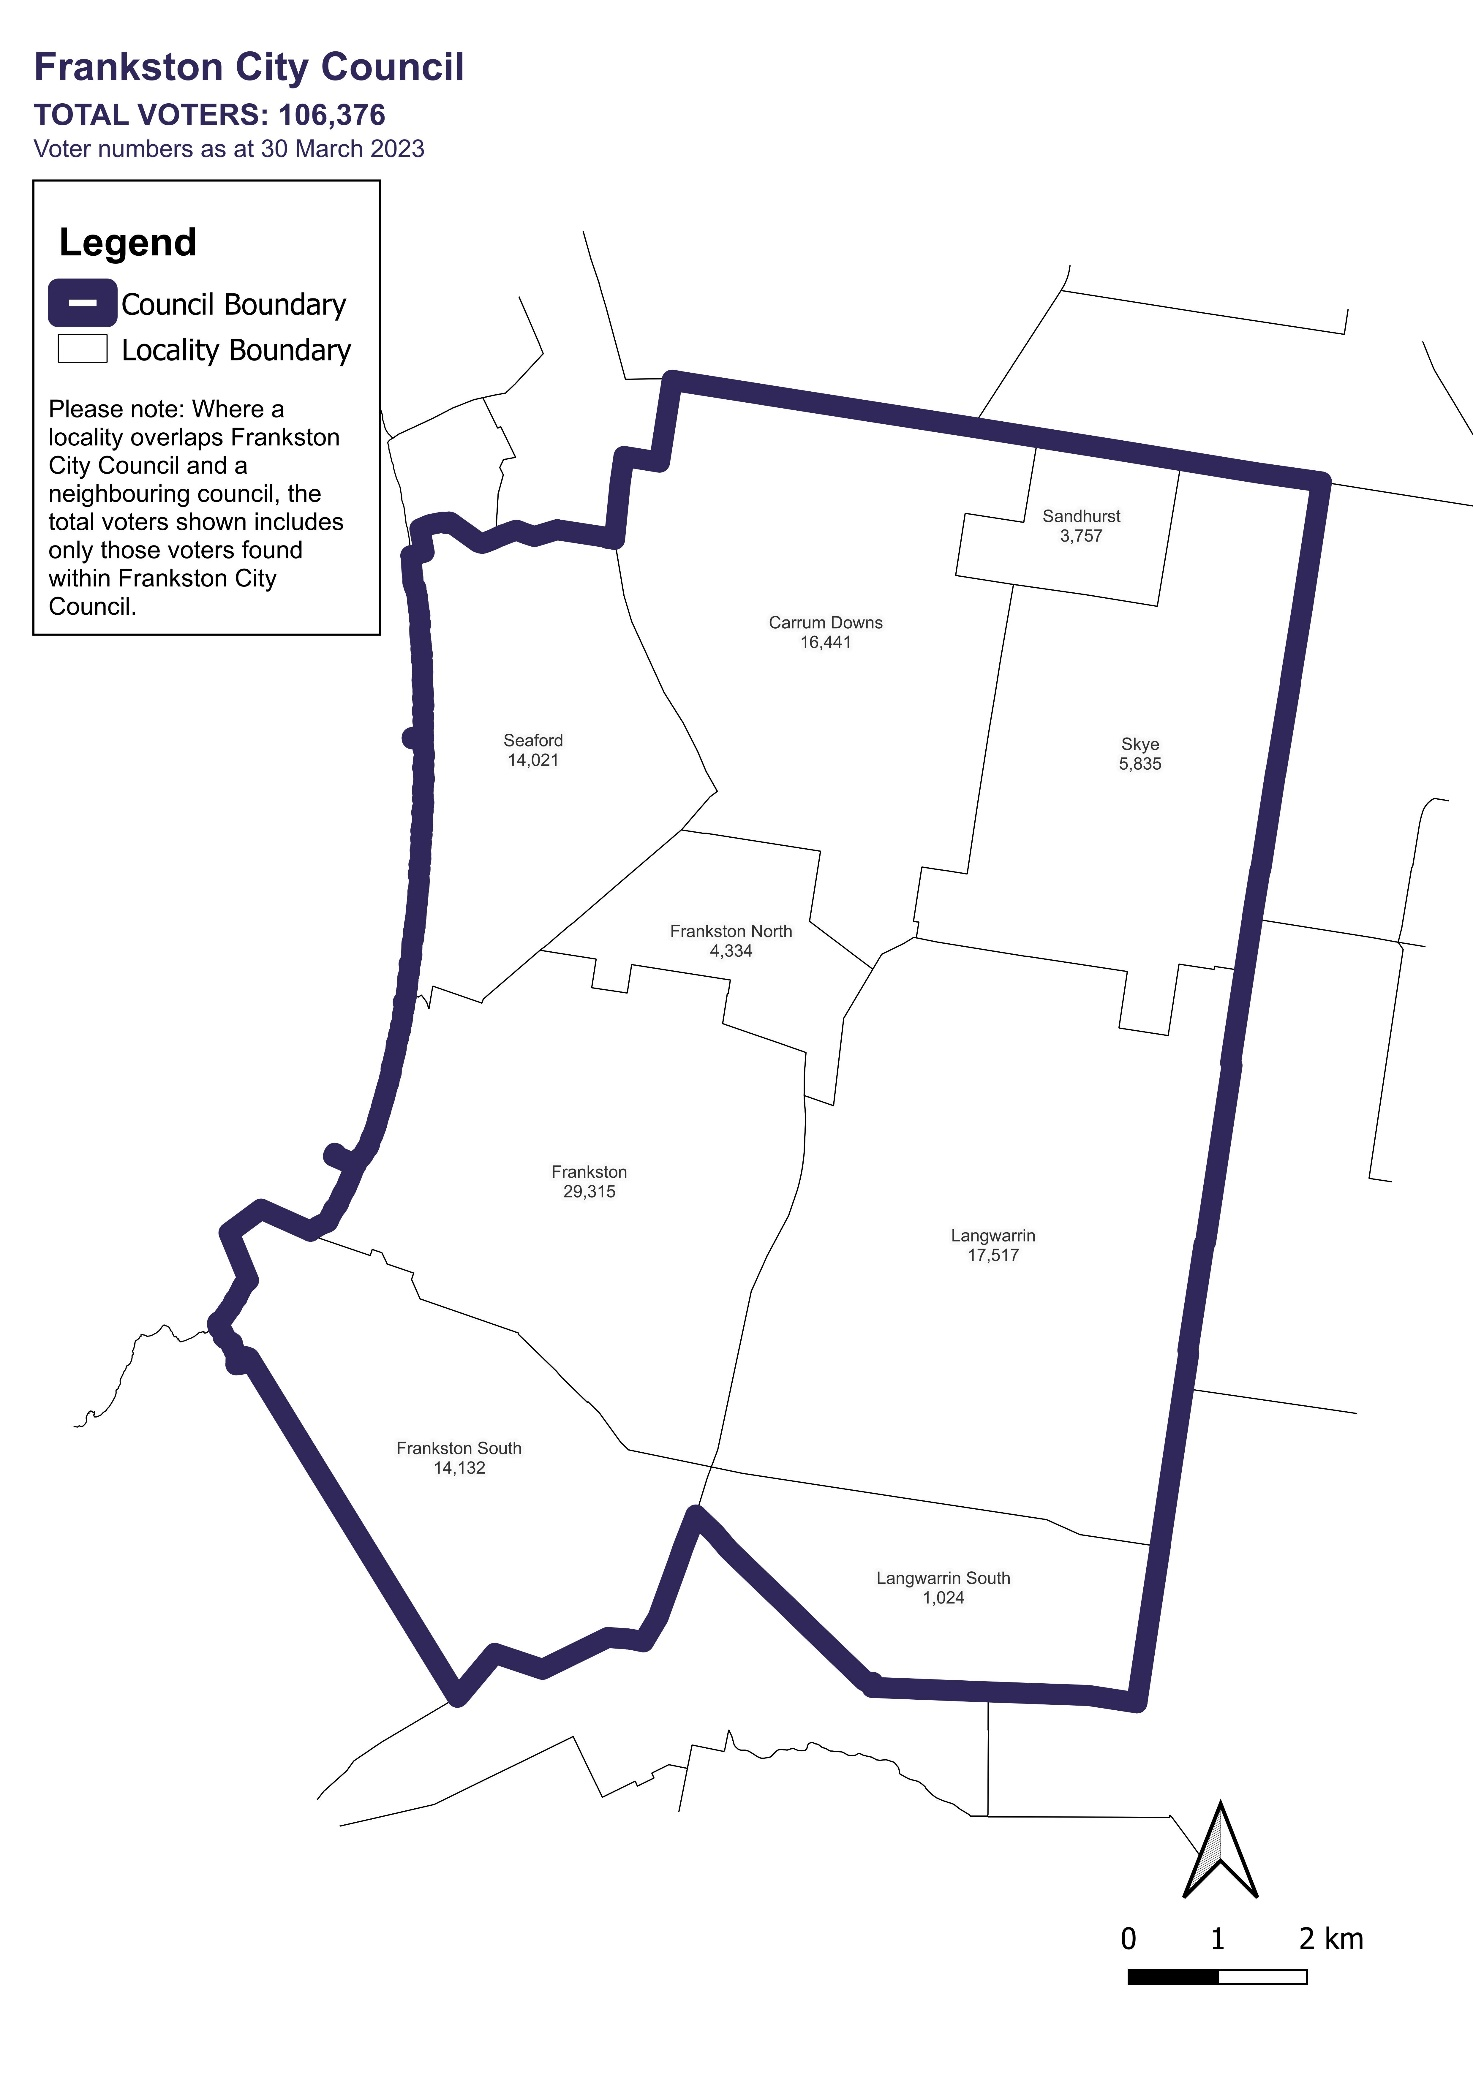 Frankston City Council
TOTAL VOTERS: 106,376
Voter numbers as at 30 March 2023
Legend
Council Boundary
Locality Boundary
Please note: Where a
locality overlaps Frankston
City Council and a
neighbouring council, the
total voters shown includes
only those voters found
within Frankston City
Council.
Sandhurst
3,757
Carrum Downs
16,441
Seaford
14,021
Skye
5,835
Frankston North
4,334
Frankston
29,315
Langwarrin
17,517
Frankston South
14,132
Langwarrin South
1,024
0 1 2 km